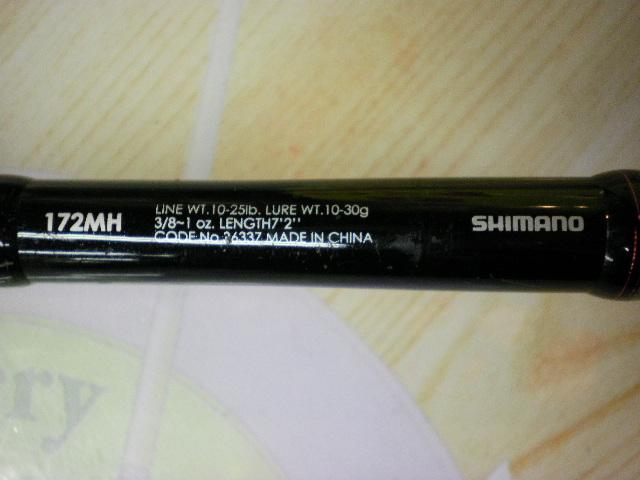 172MH
LINE WT.10-25lb. LURE WT.10-30g
3/8~1 oz. LENGTH7'2"
CODE No.36337 MADE IN CHINA
SHIMANO
rry